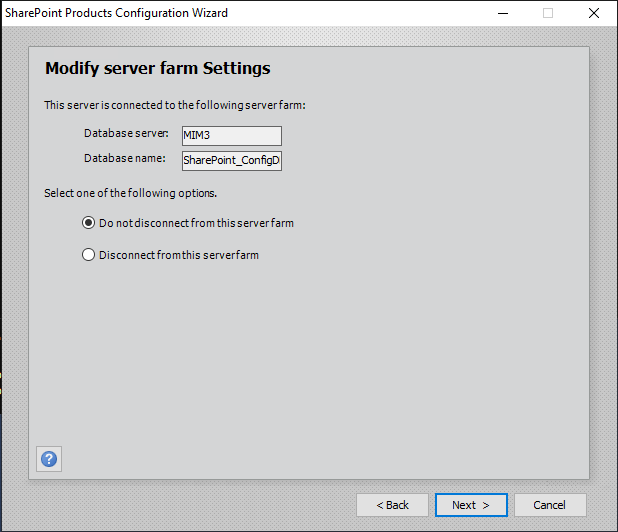 SharePoint Products Configuration Wizard
Modify server farm Settings
This server is connected to the following server farm:
Database server: MIM3
Database name: SharePoint_ConfigD
Select one of the following options.
Do not disconnect from this server farm
Disconnect from this server farm
?
< Back Next > Cancel